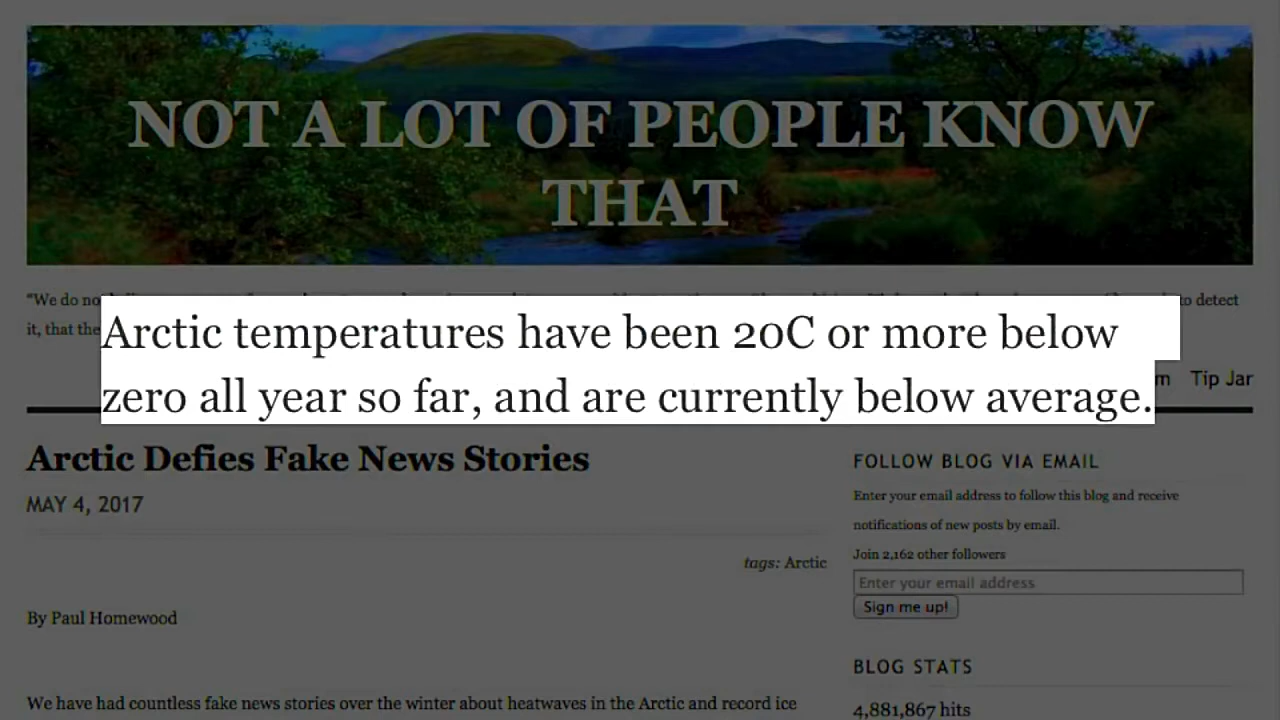 NOT A LOT OF PEOPLE KNOW
THAT
"We do no to detect
it, that the
Arctic temperatures have been 20C or more below
zero all year so far, and are currently below average.
Tip Jar
Arctic Defies Fake News Stories
MAY 4, 2017
tags: Arctic
By Paul Homewood
We have had countless fake news stories over the winter about heatwaves in the Arctic and record ice
FOLLOW BLOG VIA EMAIL
Enter your email address to follow this blog and receive
notifications of new posts by email.
Join 2,162 other followers
Enter your email address
Sign me up!
BLOG STATS
4,881,867 hits